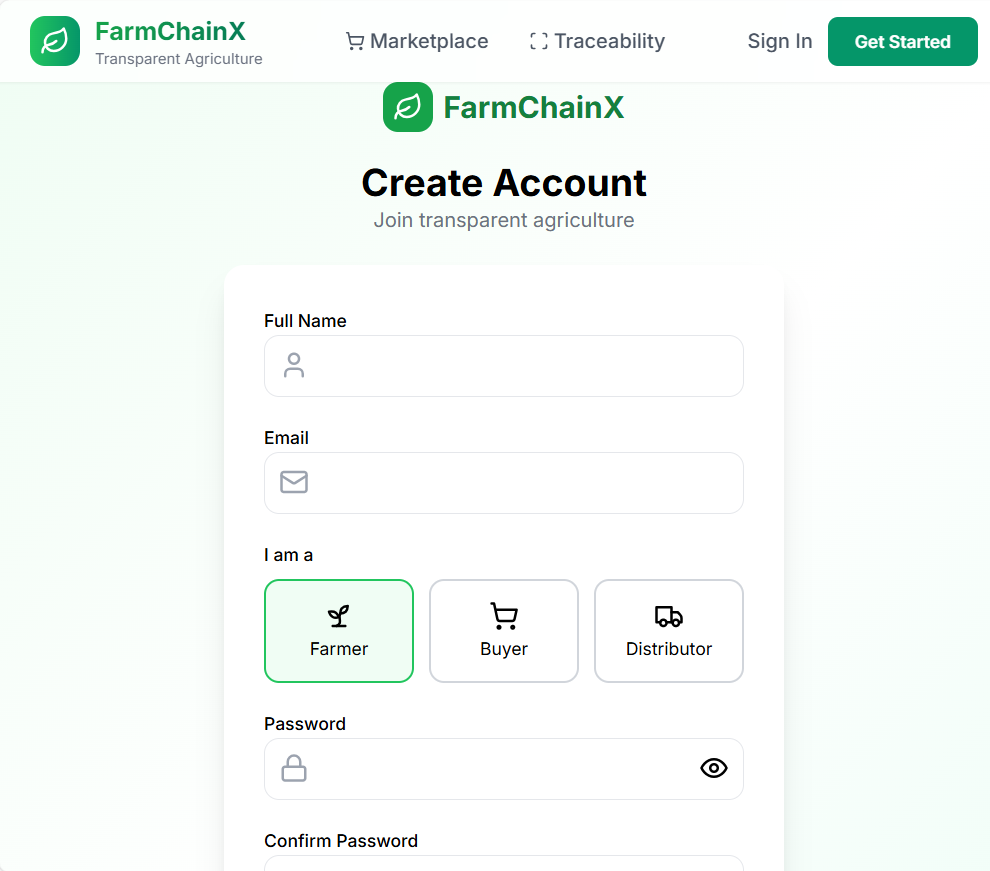 FarmChainX
Transparent Agriculture
Marketplace
Traceability
Sign In
Get Started
FarmChainX
Create Account
Join transparent agriculture
Full Name
Email
I am a
Farmer
Buyer
Distributor
Password
Confirm Password